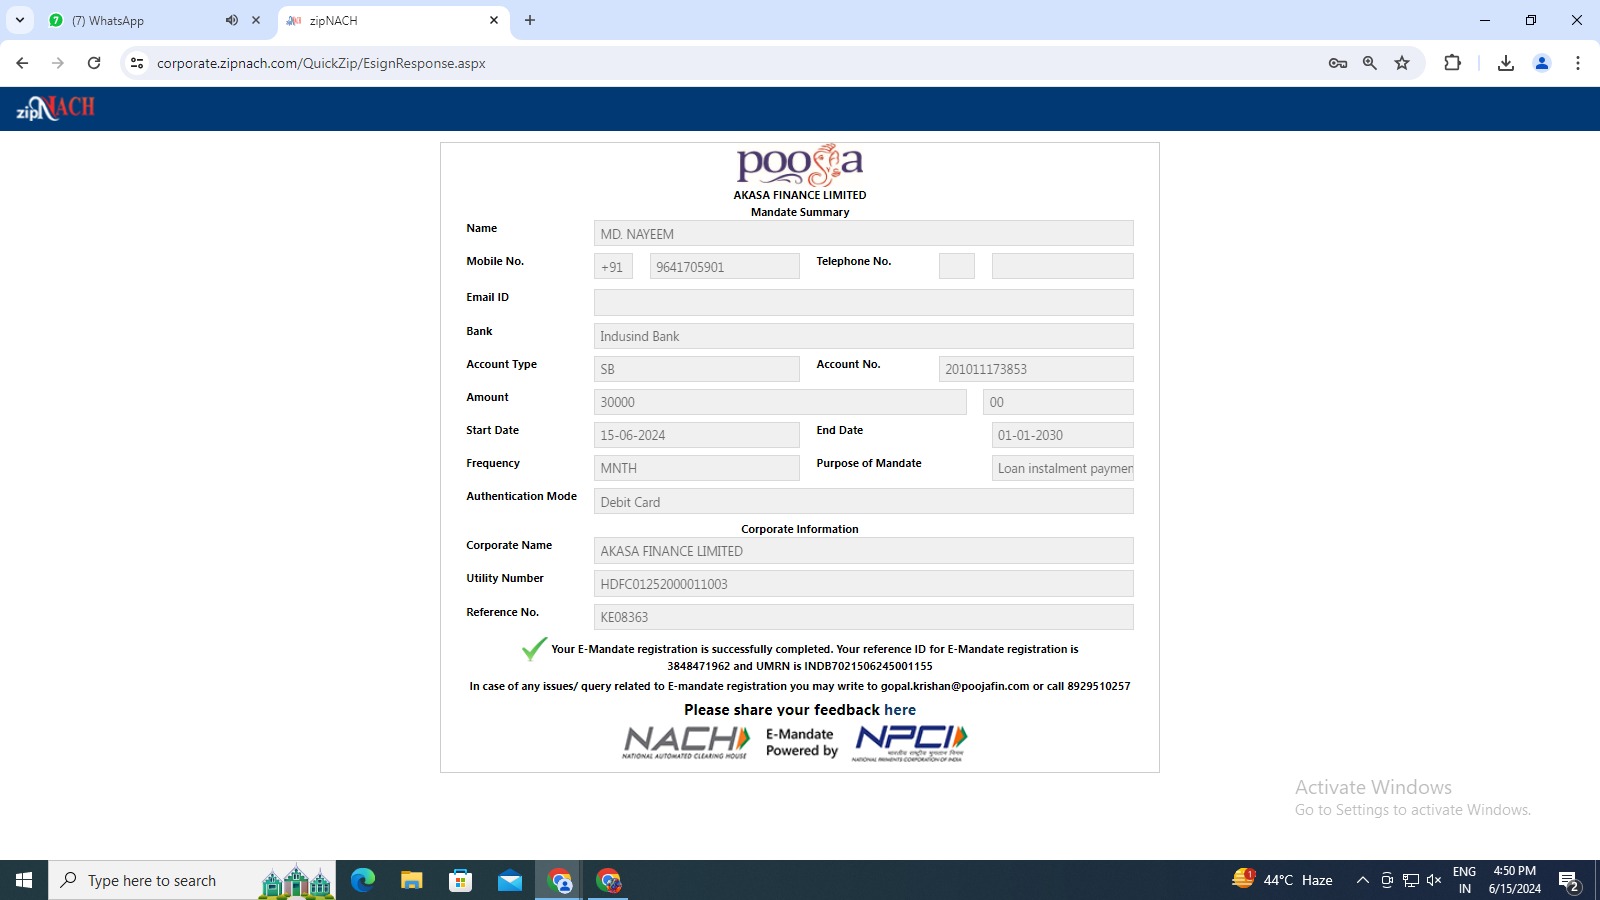 (7) WhatsApp
zipNACH
corporate.zipnach.com/QuickZip/EsignResponse.aspx
zipNACH
pooja
AKASA FINANCE LIMITED
Mandate Summary
Name MD. NAYEEM
Mobile No. +91 9641705901 Telephone No.
Email ID
Bank Indusind Bank
Account Type SB Account No. 201011173853
Amount 30000 00
Start Date 15-06-2024 End Date 01-01-2030
Frequency MNTH Purpose of Mandate Loan instalment paymen
Authentication Mode Debit Card
Corporate Information
Corporate Name AKASA FINANCE LIMITED
Utility Number HDFC01252000011003
Reference No. KE08363
Your E-Mandate registration is successfully completed. Your reference ID for E-Mandate registration is
3848471962 and UMRN is INDB7021506245001155
In case of any issues/ query related to E-mandate registration you may write to gopal.krishan@poojafin.com or call 8929510257
Please share your feedback here
NACH
NATIONAL AUTOMATED CLEARING HOUSE
E-Mandate
Powered by
NPCI
भारतीय राष्ट्रीय भुगतान निगम
NATIONAL PAYMENTS CORPORATION OF INDIA
Activate Windows
Go to Settings to activate Windows.
Type here to search
44°C Haze
ENG
IN
4:50 PM
6/15/2024
2